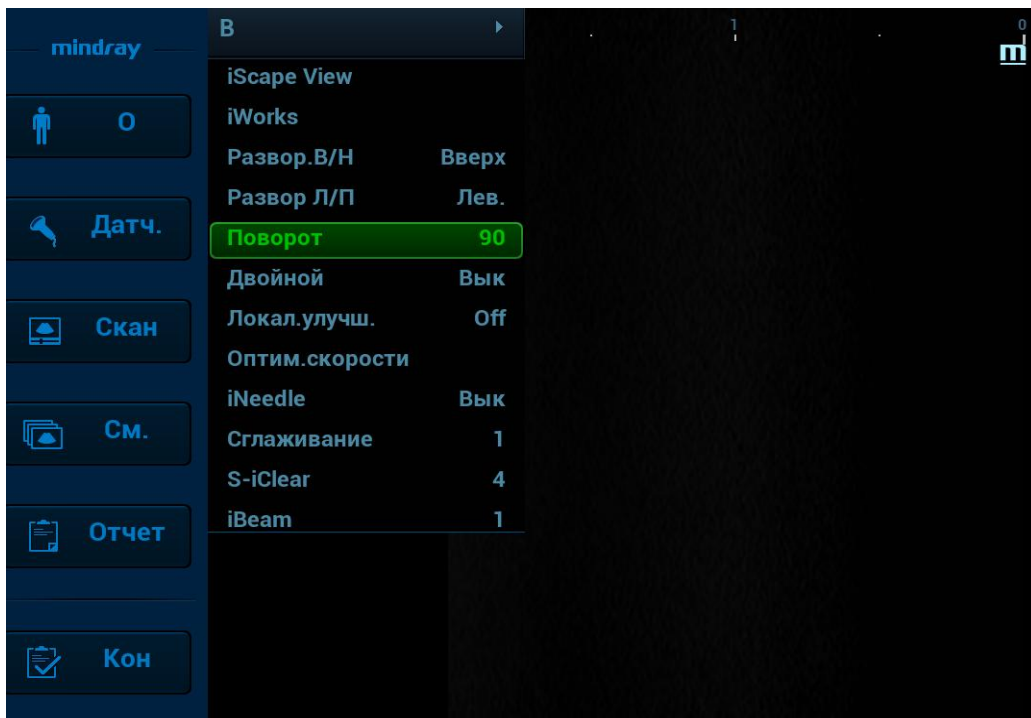 mindray
О
Датч.
Скан
См.
Отчет
Кон
B
iScape View
iWorks
Развор.В/Н Вверх
Развор Л/П Лев.
Поворот 90
Двойной Вык
Локал.улучш. Off
Оптим.скорости
iNeedle Вык
Сглаживание 1
S-iClear 4
iBeam 1
1
0
m